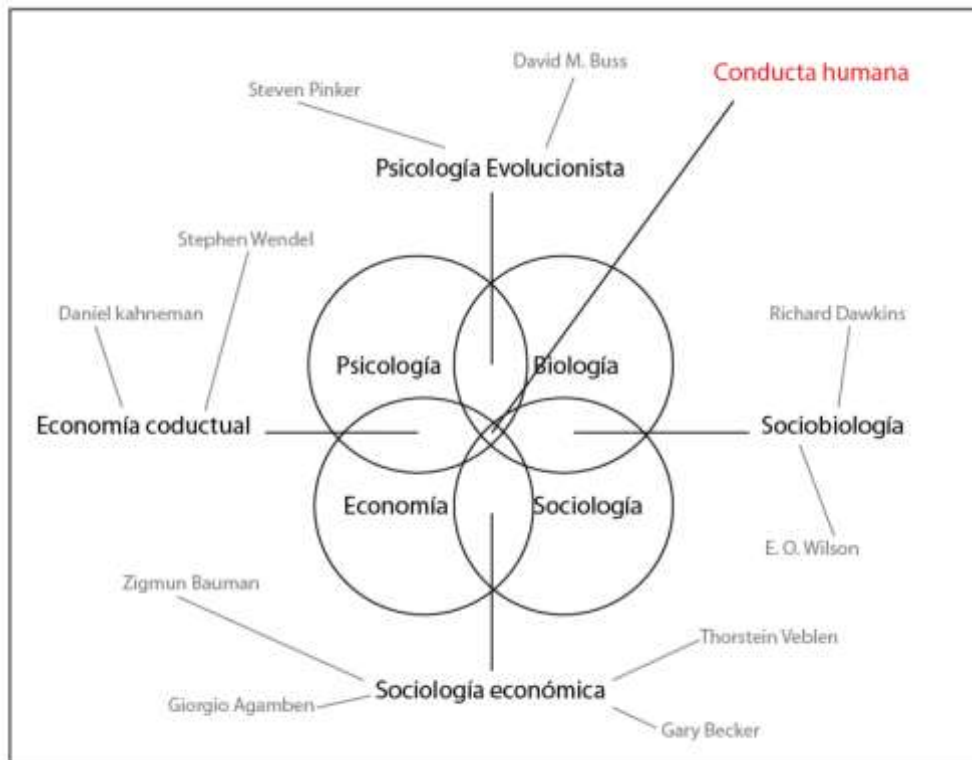 David M. Buss
Conducta humana
Steven Pinker
Psicología Evolucionista
Stephen Wendel
Daniel kahneman
Richard Dawkins
Psicología
Biología
Economía coductual
Sociobiología
Economía
Sociología
E. O. Wilson
Zigmun Bauman
Thorstein Veblen
Sociología económica
Giorgio Agamben
Gary Becker